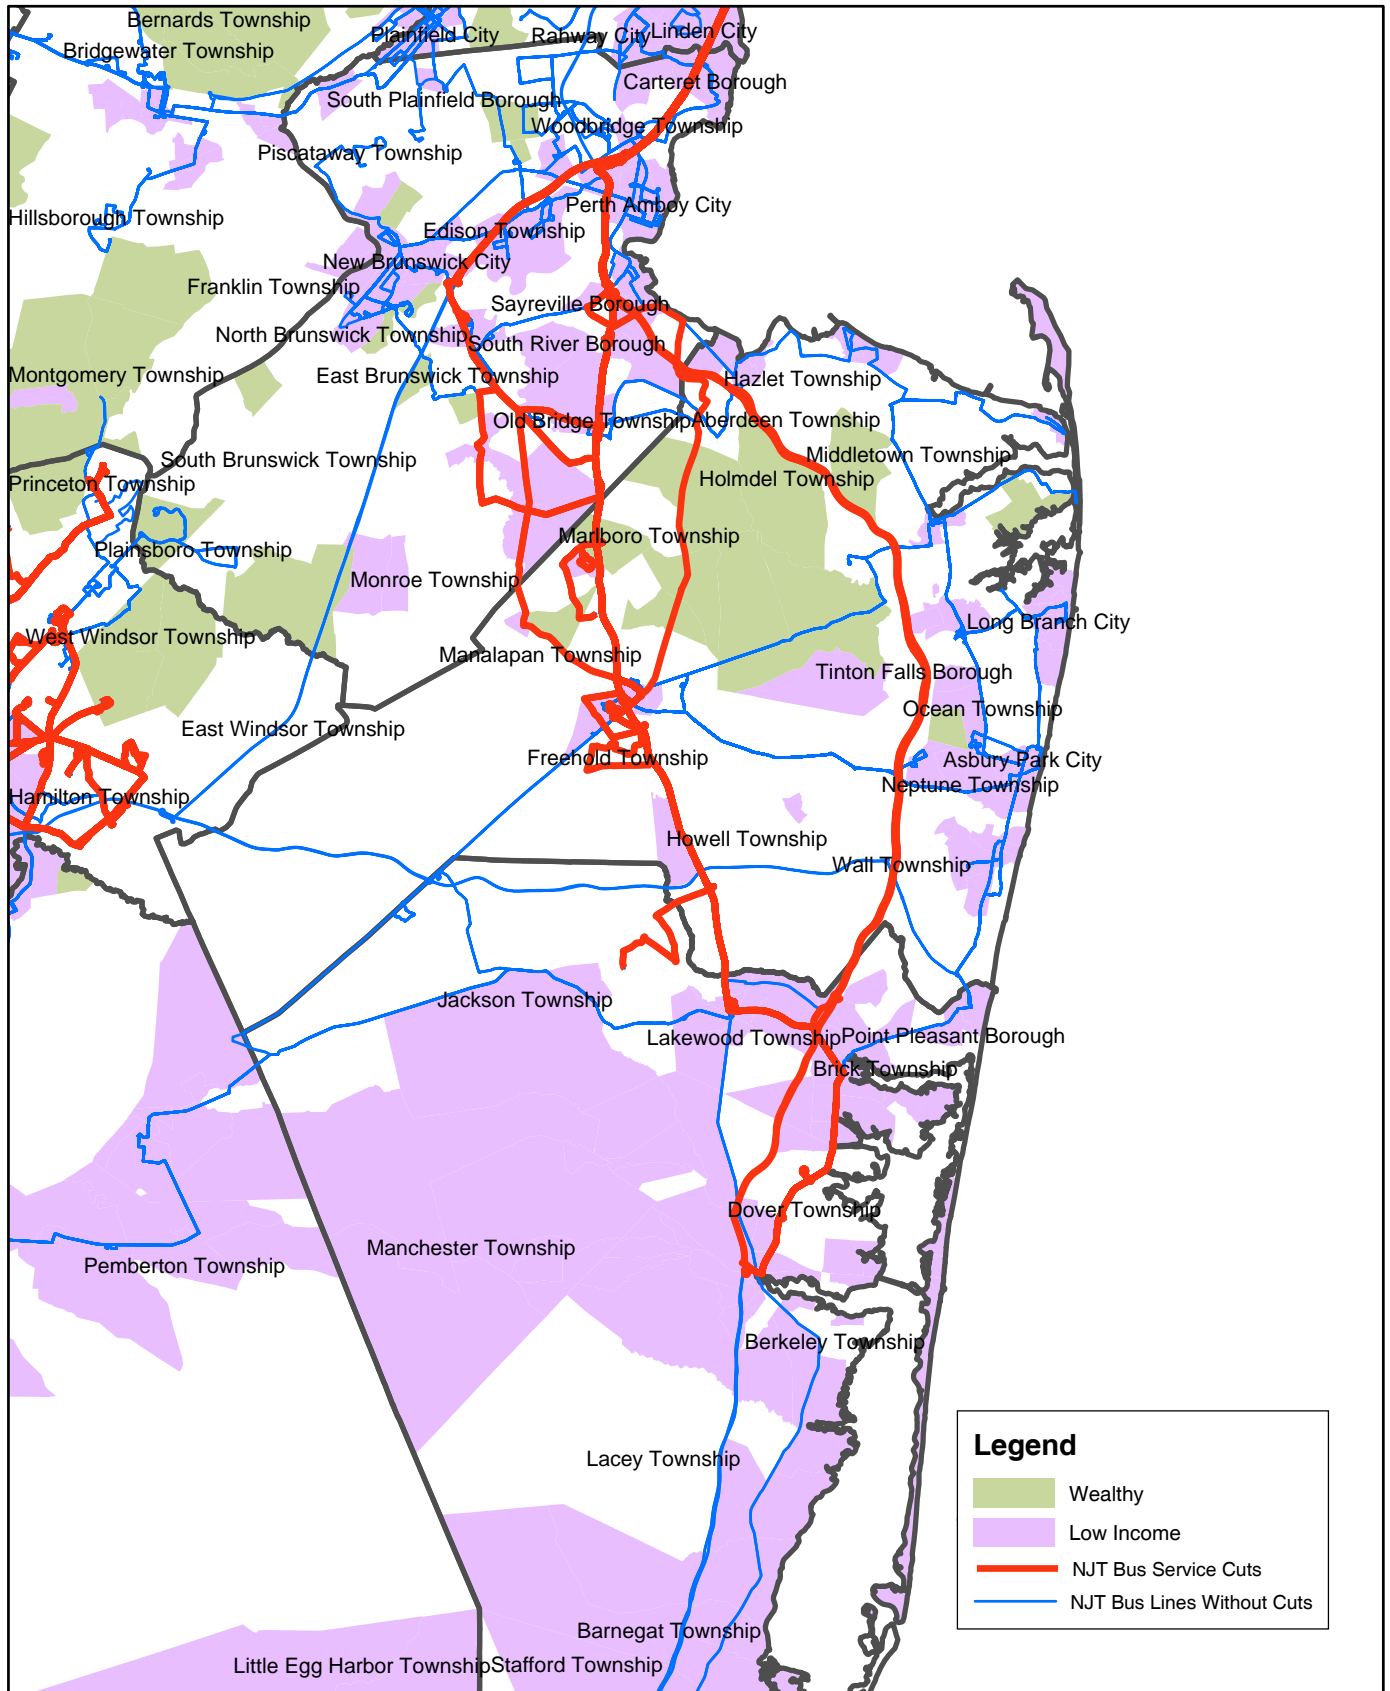 Bernards Township
Plainfield City
Rahway City
Linden City
Bridgewater Township
Carteret Borough
South Plainfield Borough
Woodbridge Township
Piscataway Township
Perth Amboy City
Hillsborough Township
Edison Township
New Brunswick City
Franklin Township
Sayreville Borough
North Brunswick Township
South River Borough
Montgomery Township
East Brunswick Township
Hazlet Township
Old Bridge Township
Aberdeen Township
South Brunswick Township
Middletown Township
Princeton Township
Holmdel Township
Plainsboro Township
Marlboro Township
Monroe Township
Long Branch City
West Windsor Township
Manalapan Township
Tinton Falls Borough
Ocean Township
East Windsor Township
Freehold Township
Asbury Park City
Neptune Township
Hamilton Township
Howell Township
Wall Township
Jackson Township
Lakewood Township
Point Pleasant Borough
Brick Township
Dover Township
Manchester Township
Pemberton Township
Berkeley Township
Lacey Township
Legend
Wealthy
Low Income
NJT Bus Service Cuts
NJT Bus Lines Without Cuts
Barnegat Township
Little Egg Harbor Township
Stafford Township